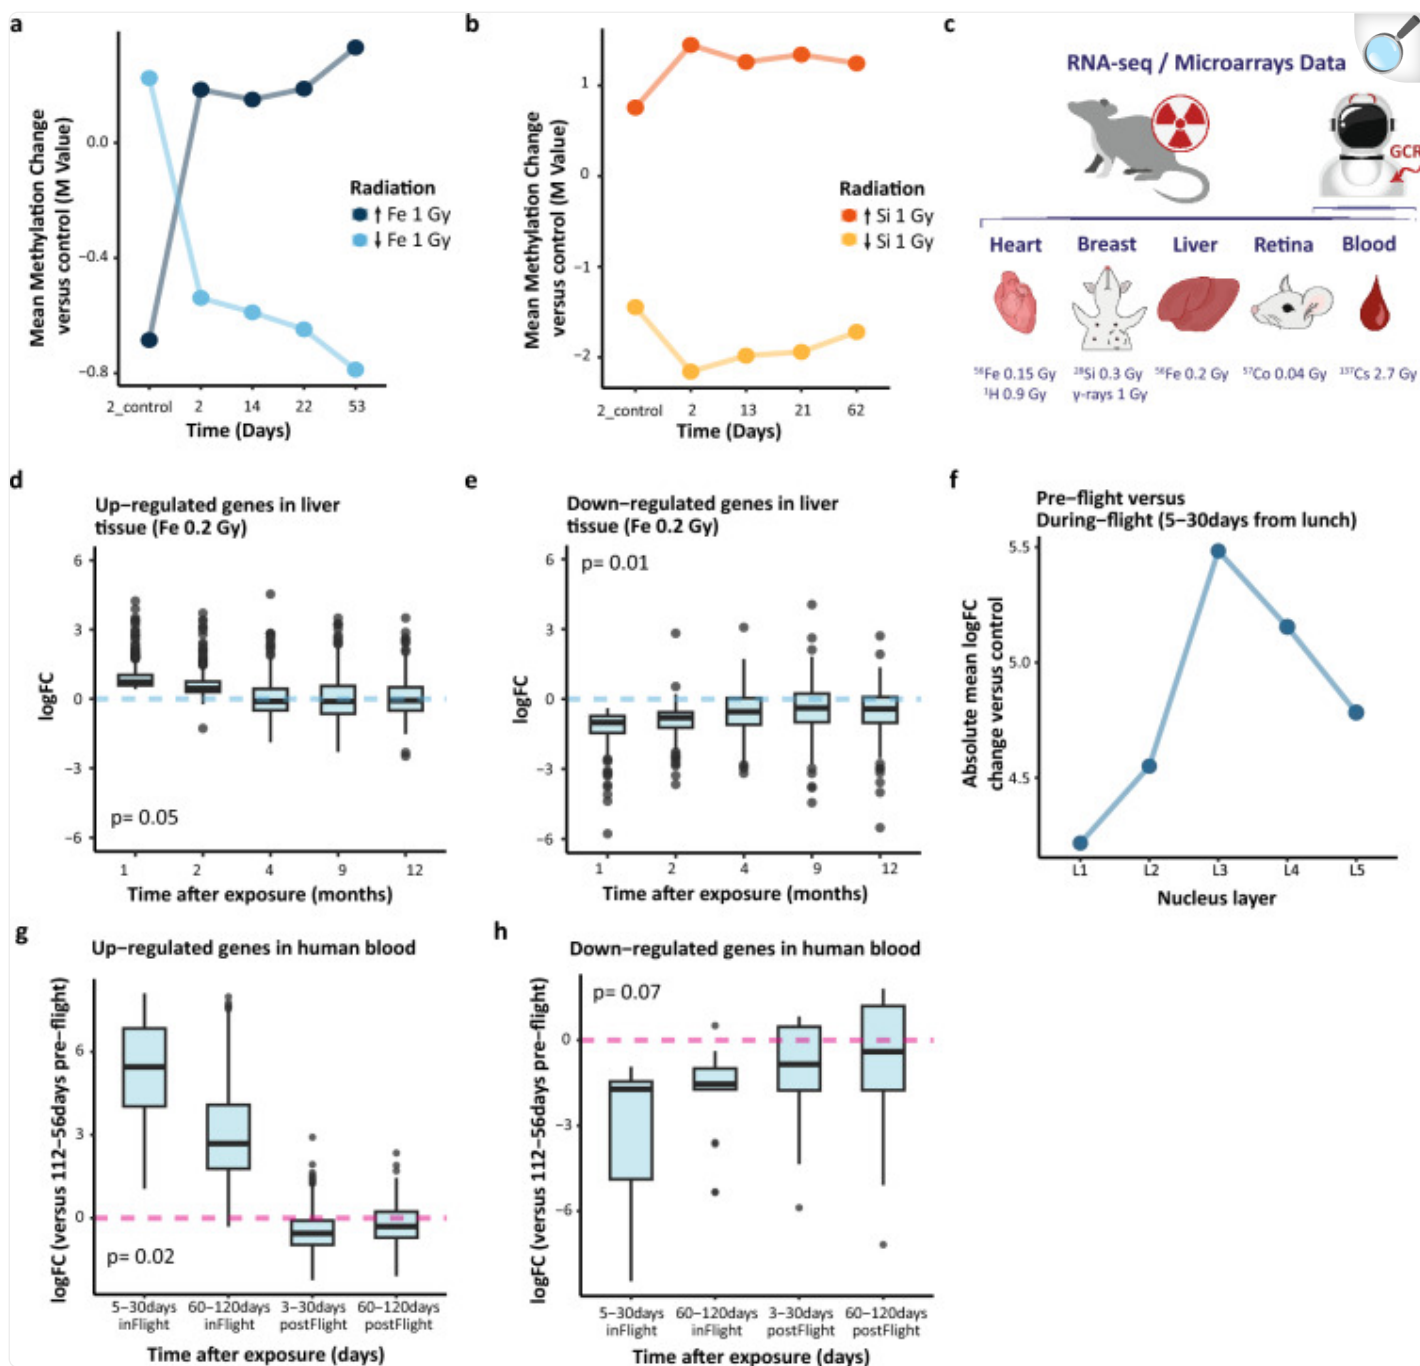 a
Mean Methylation Change
versus control (M Value)
0.0
−0.4
−0.8
2_control 2 14 22 53
Time (Days)
Radiation
↑ Fe 1 Gy
↓ Fe 1 Gy
b
Mean Methylation Change
versus control (M Value)
1
0
−1
−2
2_control 2 13 21 62
Time (Days)
Radiation
↑ Si 1 Gy
↓ Si 1 Gy
c
RNA-seq / Microarrays Data
GCR
Heart Breast Liver Retina Blood
⁵⁶Fe 0.15 Gy ²⁸Si 0.3 Gy ⁵⁶Fe 0.2 Gy ⁵⁷Co 0.04 Gy ¹³⁷Cs 2.7 Gy
¹H 0.9 Gy γ-rays 1 Gy
d
Up−regulated genes in liver
tissue (Fe 0.2 Gy)
logFC
6
3
0
−3
−6
p= 0.05
1 2 4 9 12
Time after exposure (months)
e
Down−regulated genes in liver
tissue (Fe 0.2 Gy)
logFC
6
3
0
−3
−6
p= 0.01
1 2 4 9 12
Time after exposure (months)
f
Pre−flight versus
During−flight (5−30days from lunch)
Absolute mean logFC
change versus control
5.5
5.0
4.5
L1 L2 L3 L4 L5
Nucleus layer
g
Up−regulated genes in human blood
logFC (versus 112−56days pre−flight)
6
3
0
p= 0.02
5−30days 60−120days 3−30days 60−120days
inFlight inFlight postFlight postFlight
Time after exposure (days)
h
Down−regulated genes in human blood
logFC (versus 112−56days pre−flight)
p= 0.07
0
−3
−6
5−30days 60−120days 3−30days 60−120days
inFlight inFlight postFlight postFlight
Time after exposure (days)